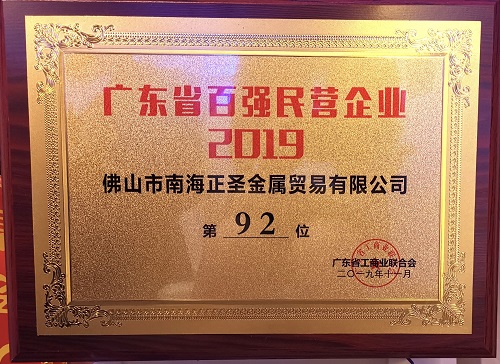 广东省百强民营企业
2019
佛山市南海正圣金属贸易有限公司
第 92 位
广东省工商业联合会
二〇一九年十一月